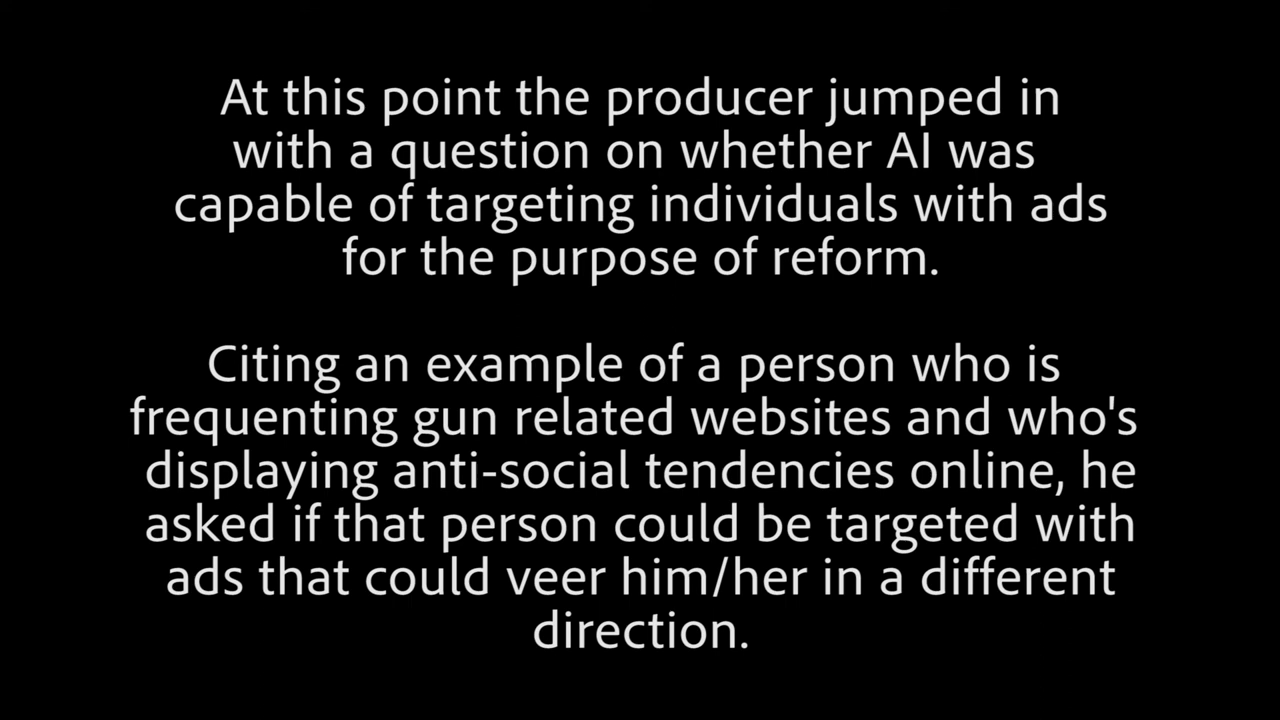 At this point the producer jumped in
with a question on whether AI was
capable of targeting individuals with ads
for the purpose of reform.
Citing an example of a person who is
frequenting gun related websites and who's
displaying anti-social tendencies online, he
asked if that person could be targeted with
ads that could veer him/her in a different
direction.